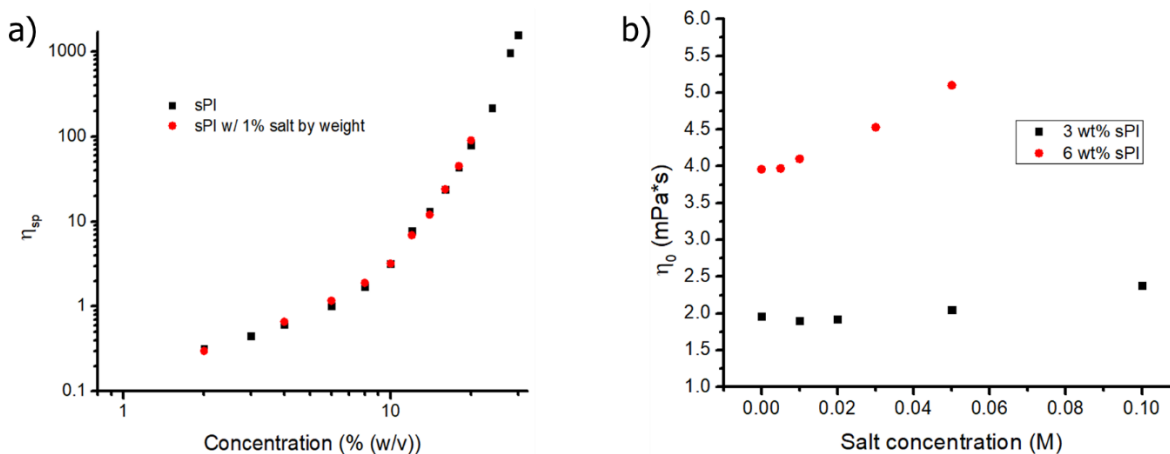 a)
1000
100
10
1
0.1
η_sp
sPI
sPI w/ 1% salt by weight
1
10
Concentration (% (w/v))
b)
6.0
5.5
5.0
4.5
4.0
3.5
3.0
2.5
2.0
1.5
1.0
η_0 (mPa*s)
3 wt% sPI
6 wt% sPI
0.00
0.02
0.04
0.06
0.08
0.10
Salt concentration (M)